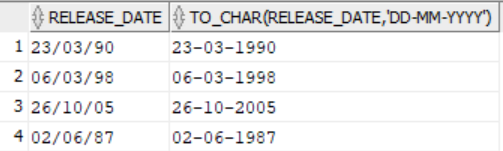 RELEASE_DATE TO_CHAR(RELEASE_DATE,'DD-MM-YYYY')
1 23/03/90 23-03-1990
2 06/03/98 06-03-1998
3 26/10/05 26-10-2005
4 02/06/87 02-06-1987